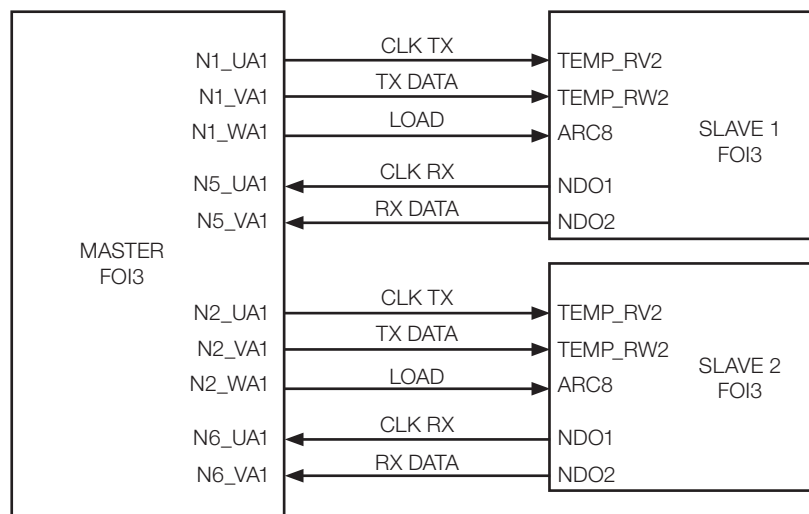 N1_UA1 CLK TX TEMP_RV2
N1_VA1 TX DATA TEMP_RW2
N1_WA1 LOAD ARC8
SLAVE 1
FOI3
N5_UA1 CLK RX NDO1
N5_VA1 RX DATA NDO2
MASTER
FOI3
N2_UA1 CLK TX TEMP_RV2
N2_VA1 TX DATA TEMP_RW2
N2_WA1 LOAD ARC8
SLAVE 2
FOI3
N6_UA1 CLK RX NDO1
N6_VA1 RX DATA NDO2